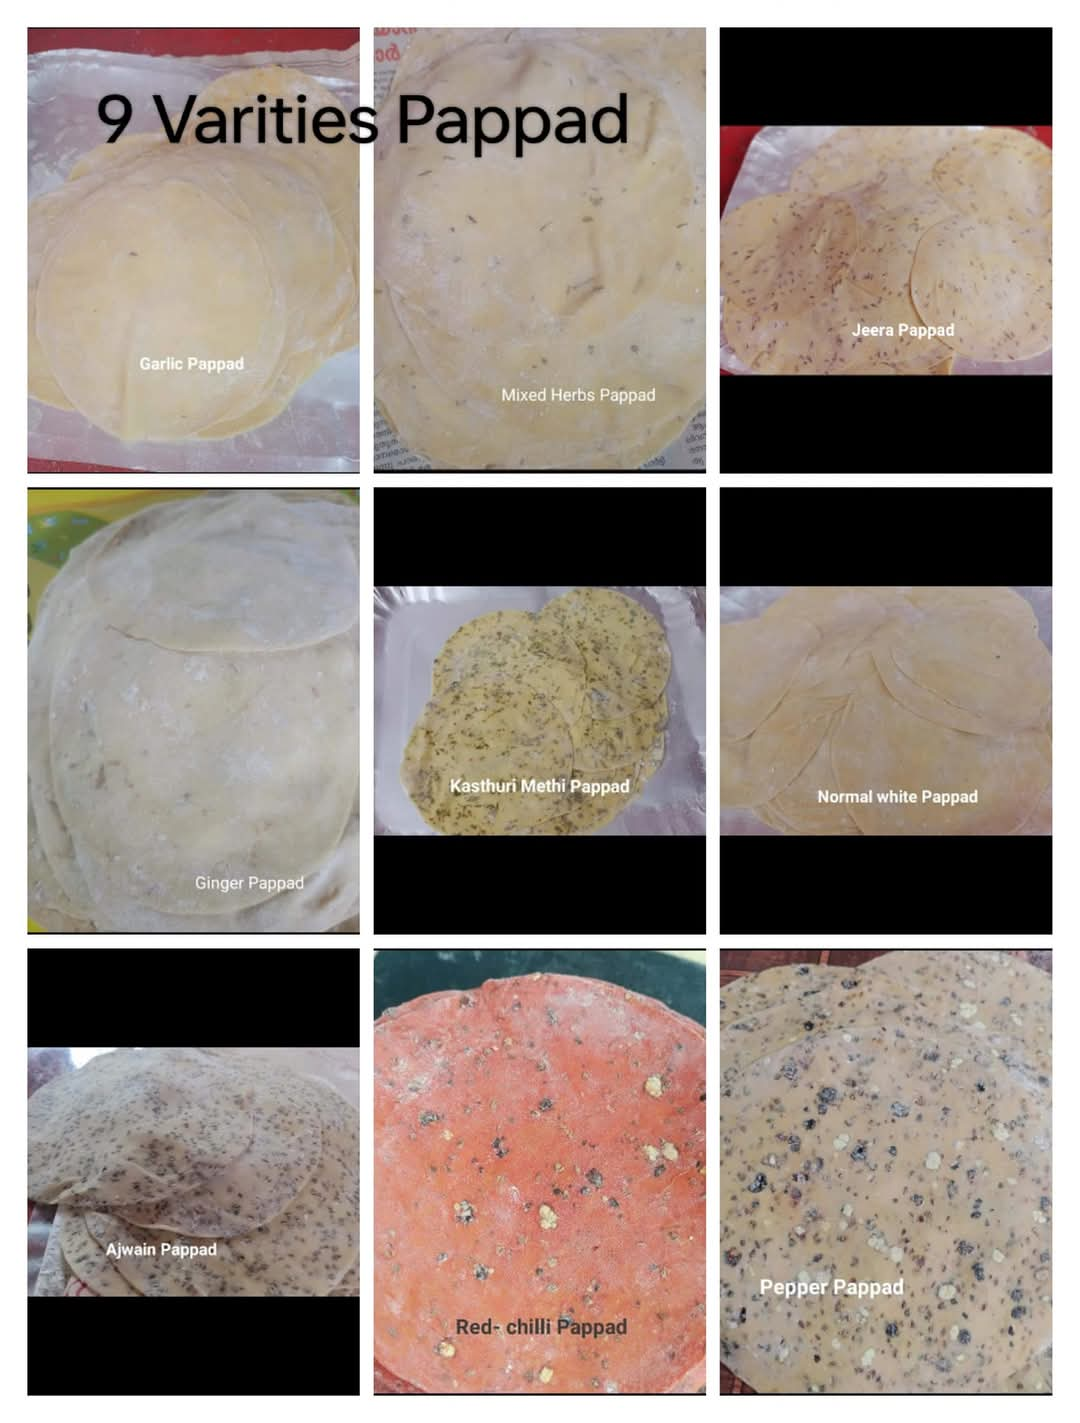 9 Varities Pappad
Garlic Pappad
Mixed Herbs Pappad
Jeera Pappad
Ginger Pappad
Kasthuri Methi Pappad
Normal white Pappad
Ajwain Pappad
Red- chilli Pappad
Pepper Pappad